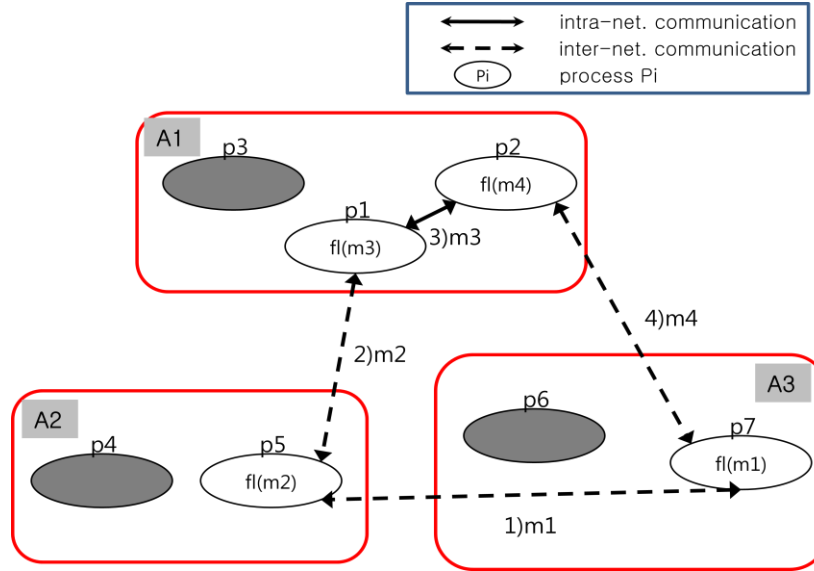 intra-net. communication
inter-net. communication
Pi process Pi
A1
p3
p2
fl(m4)
p1
3)m3
fl(m3)
2)m2
4)m4
A2
A3
p4
p5
fl(m2)
p6
p7
fl(m1)
1)m1